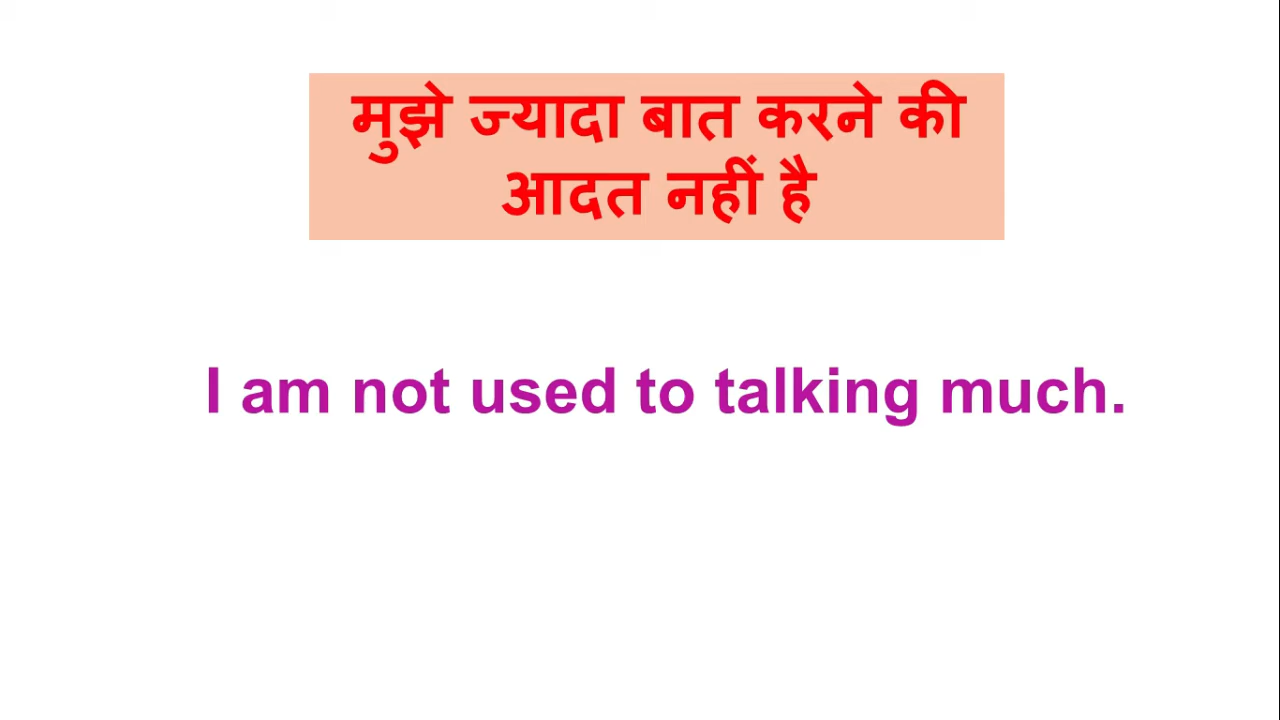 मुझे ज्यादा बात करने की
आदत नहीं है
I am not used to talking much.